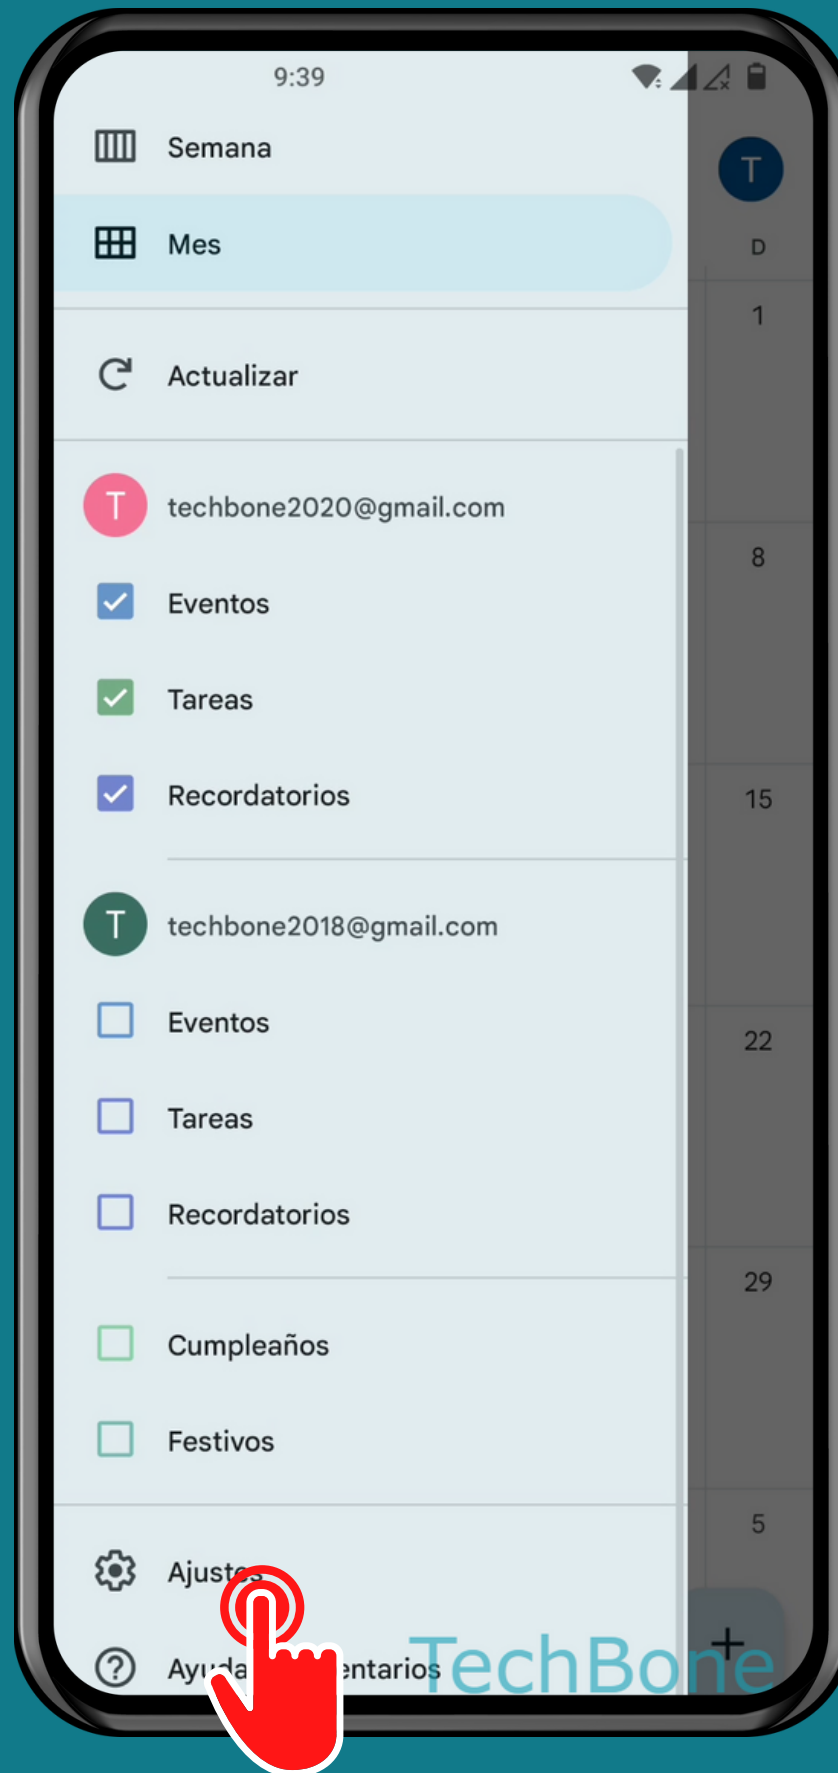 9:39
Semana
T
Mes
D
1
Actualizar
T
techbone2020@gmail.com
8
Eventos
Tareas
Recordatorios
15
T
techbone2018@gmail.com
Eventos
22
Tareas
Recordatorios
29
Cumpleaños
Festivos
5
Ajustes
TechBone